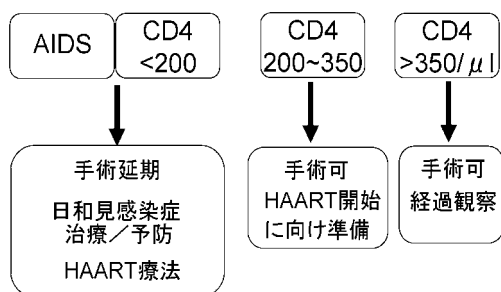 AIDS
CD4
<200
CD4
200~350
CD4
>350/μl
手術延期
日和見感染症
治療/予防
HAART療法
手術可
HAART開始
に向け準備
手術可
経過観察